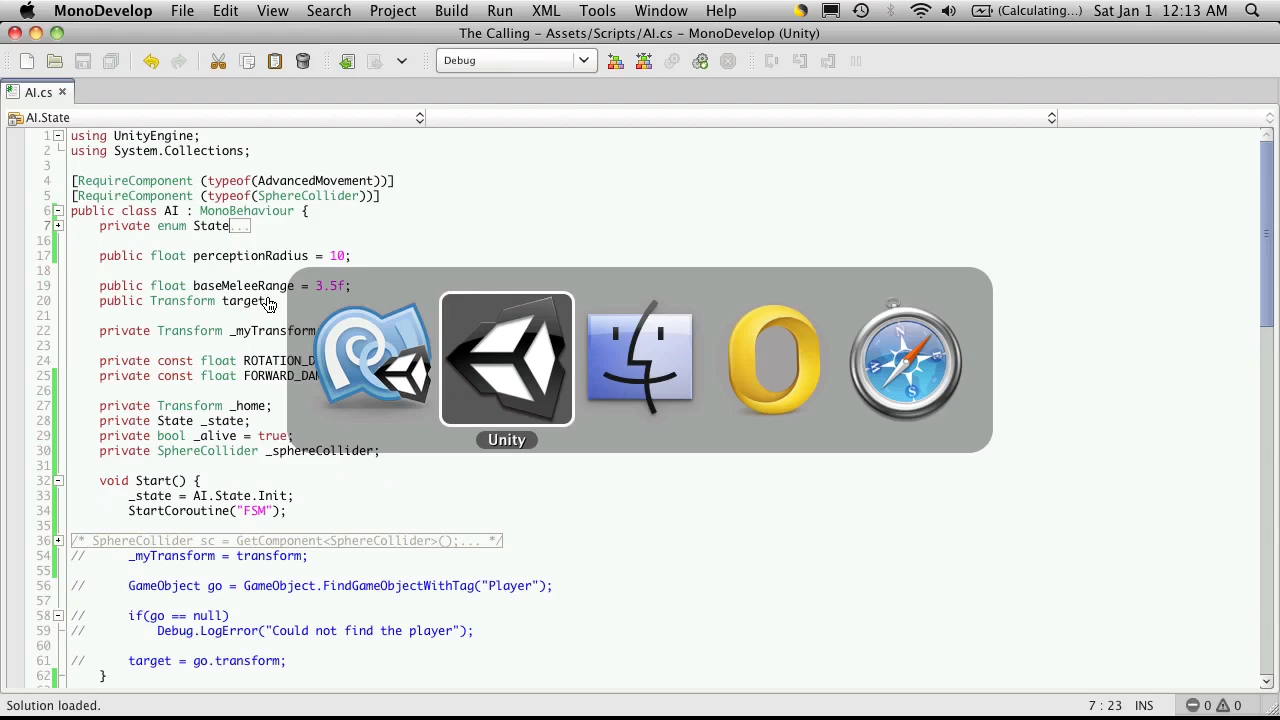 MonoDevelop File Edit View Search Project Build Run XML Tools Window Help (Calculating...) Sat Jan 1 12:13 AM
The Calling - Assets/Scripts/AI.cs - MonoDevelop (Unity)
Debug
AI.cs
AI.State
1 using UnityEngine;
2 using System.Collections;
3
4 [RequireComponent (typeof(AdvancedMovement))]
5 [RequireComponent (typeof(SphereCollider))]
6 public class AI : MonoBehaviour {
7 private enum State...
16
17 public float perceptionRadius = 10;
18
19 public float baseMeleeRange = 3.5f;
20 public Transform target
21
22 private Transform _myTransform
23
24 private const float ROTATION_D
25 private const float FORWARD_DAM
26
27 private Transform _home;
28 private State _state;
29 private bool _alive = true;
30 private SphereCollider _sphereCollider;
31
32 void Start() {
33 _state = AI.State.Init;
34 StartCoroutine("FSM");
35
36 /* SphereCollider sc = GetComponent<SphereCollider>();... */
54 // _myTransform = transform;
55
56 // GameObject go = GameObject.FindGameObjectWithTag("Player");
57
58 // if(go == null)
59 // Debug.LogError("Could not find the player");
60
61 // target = go.transform;
62 }
Unity
Solution loaded. 7 : 23 INS 0 0